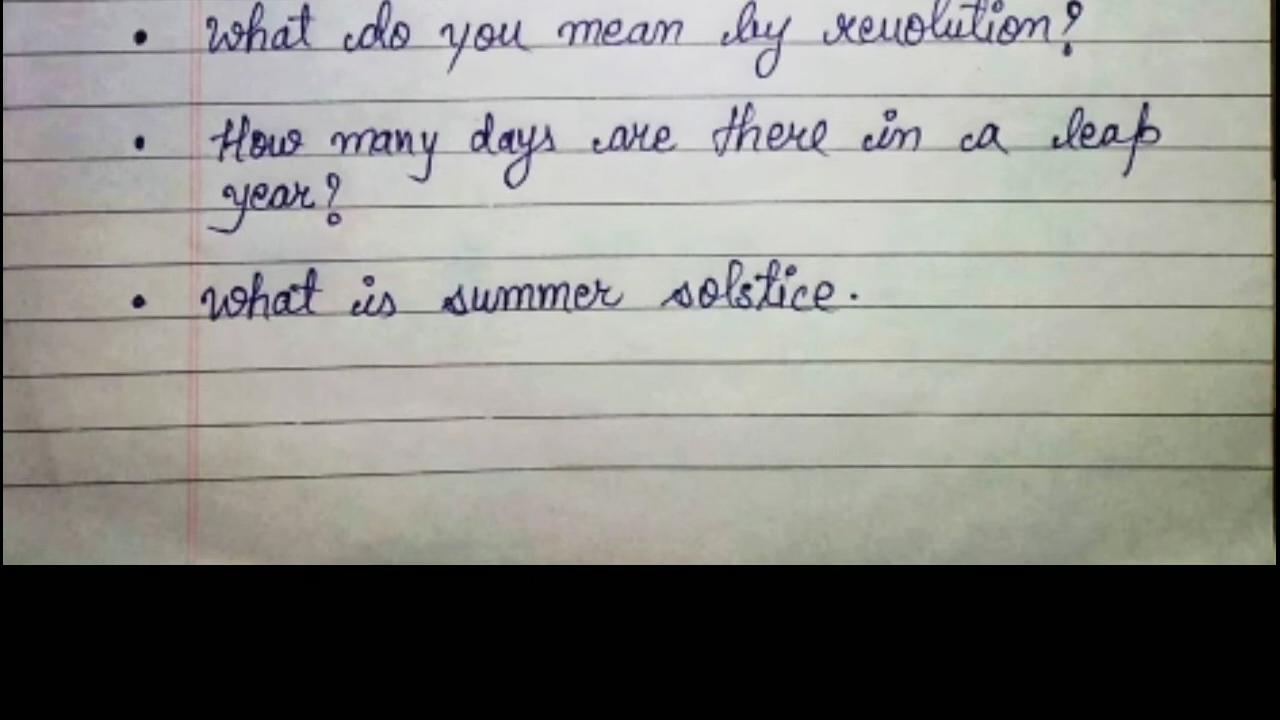 • What do you mean by revolution?
• How many days are there in a leap
year?
• What is summer solstice.